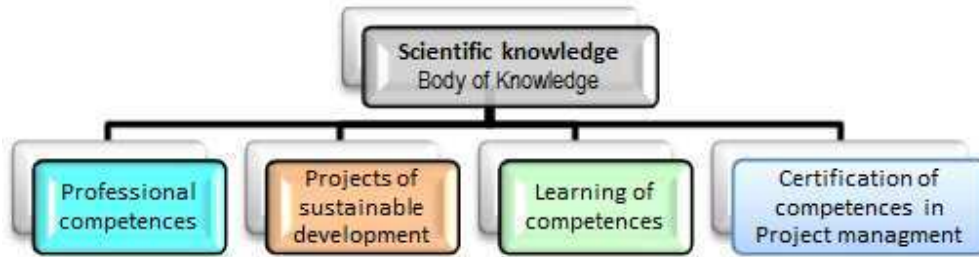 Scientific knowledge
Body of Knowledge
Professional
competences
Projects of
sustainable
development
Learning of
competences
Certification of
competences in
Project managment